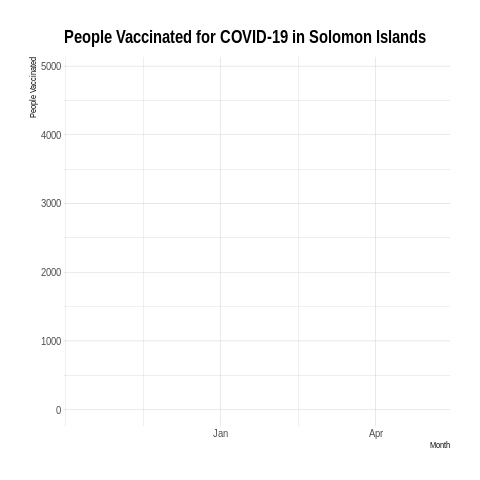 People Vaccinated for COVID-19 in Solomon Islands
People Vaccinated
5000
4000
3000
2000
1000
0
Jan
Apr
Month